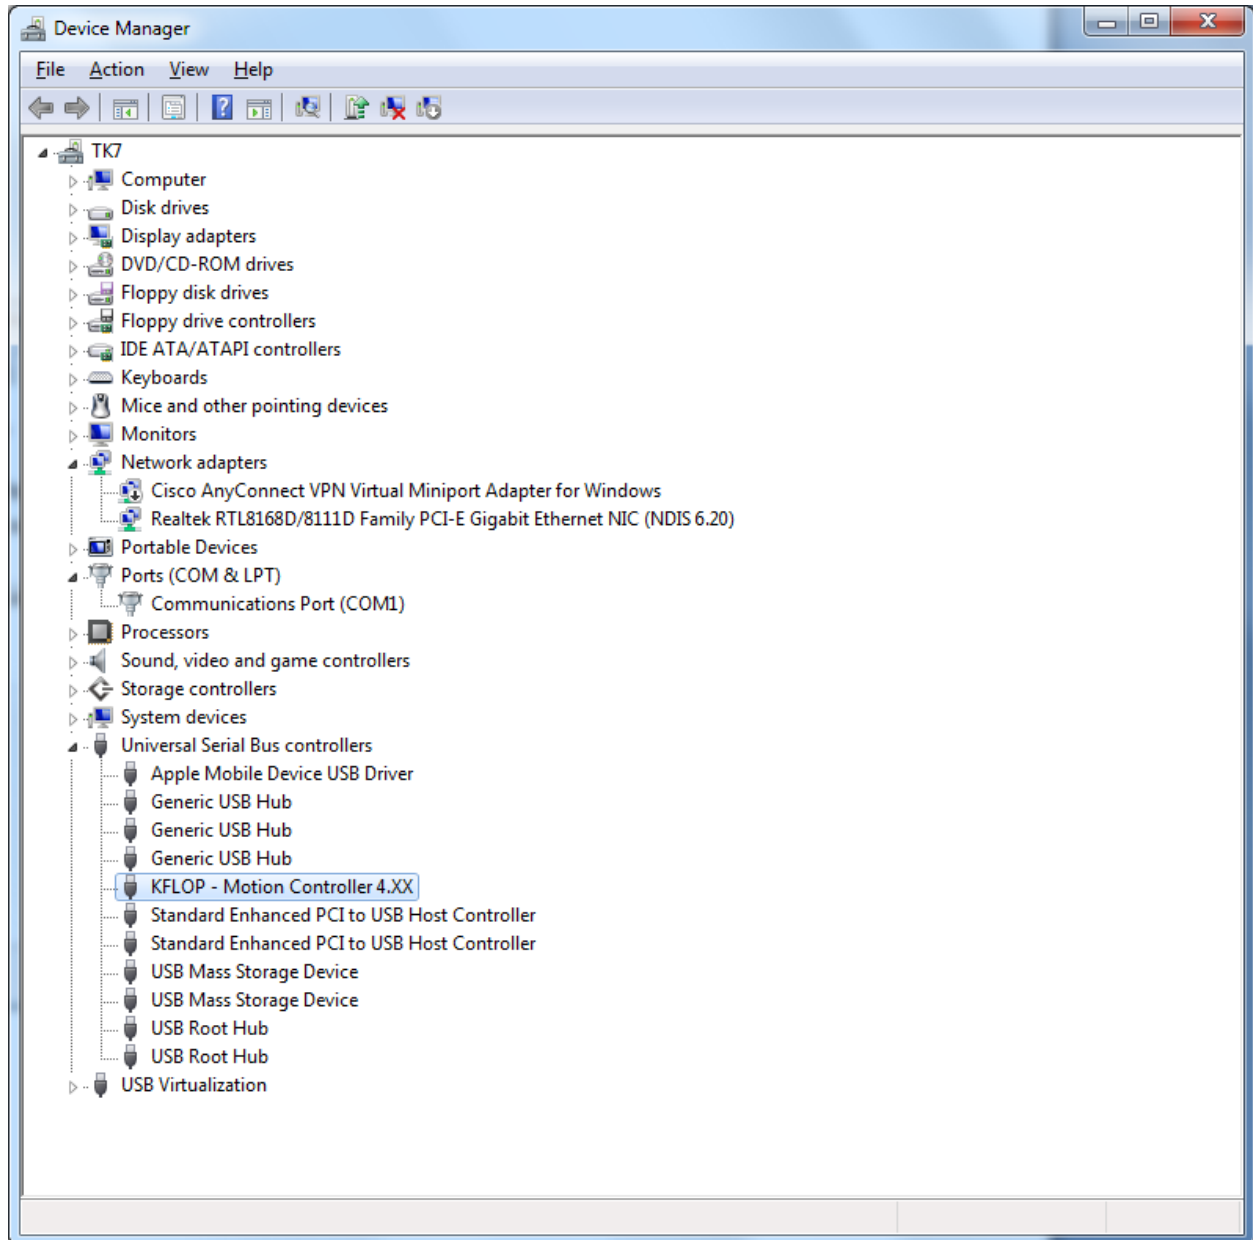 Device Manager
File Action View Help
TK7
Computer
Disk drives
Display adapters
DVD/CD-ROM drives
Floppy disk drives
Floppy drive controllers
IDE ATA/ATAPI controllers
Keyboards
Mice and other pointing devices
Monitors
Network adapters
Cisco AnyConnect VPN Virtual Miniport Adapter for Windows
Realtek RTL8168D/8111D Family PCI-E Gigabit Ethernet NIC (NDIS 6.20)
Portable Devices
Ports (COM & LPT)
Communications Port (COM1)
Processors
Sound, video and game controllers
Storage controllers
System devices
Universal Serial Bus controllers
Apple Mobile Device USB Driver
Generic USB Hub
Generic USB Hub
Generic USB Hub
KFLOP - Motion Controller 4.XX
Standard Enhanced PCI to USB Host Controller
Standard Enhanced PCI to USB Host Controller
USB Mass Storage Device
USB Mass Storage Device
USB Root Hub
USB Root Hub
USB Virtualization